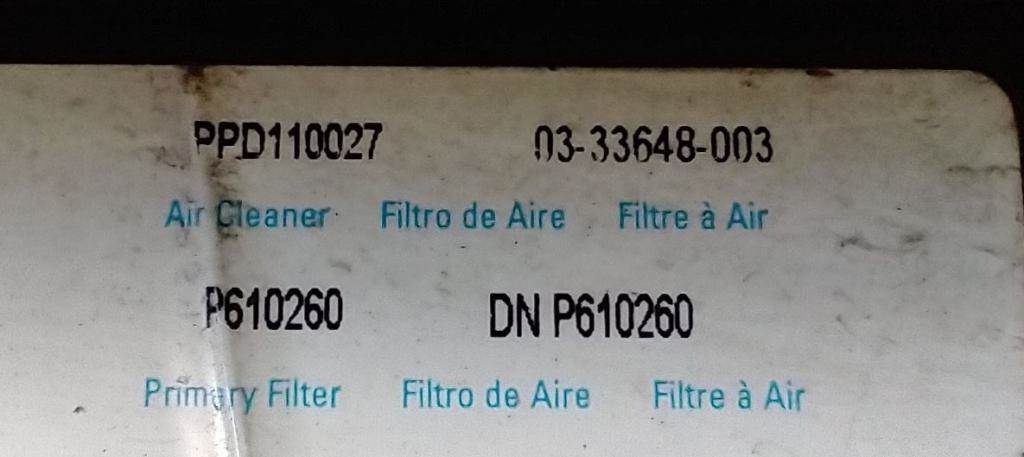 PPD110027 03-33648-003
Air Cleaner Filtro de Aire Filtre à Air
P610260 DN P610260
Primary Filter Filtro de Aire Filtre à Air